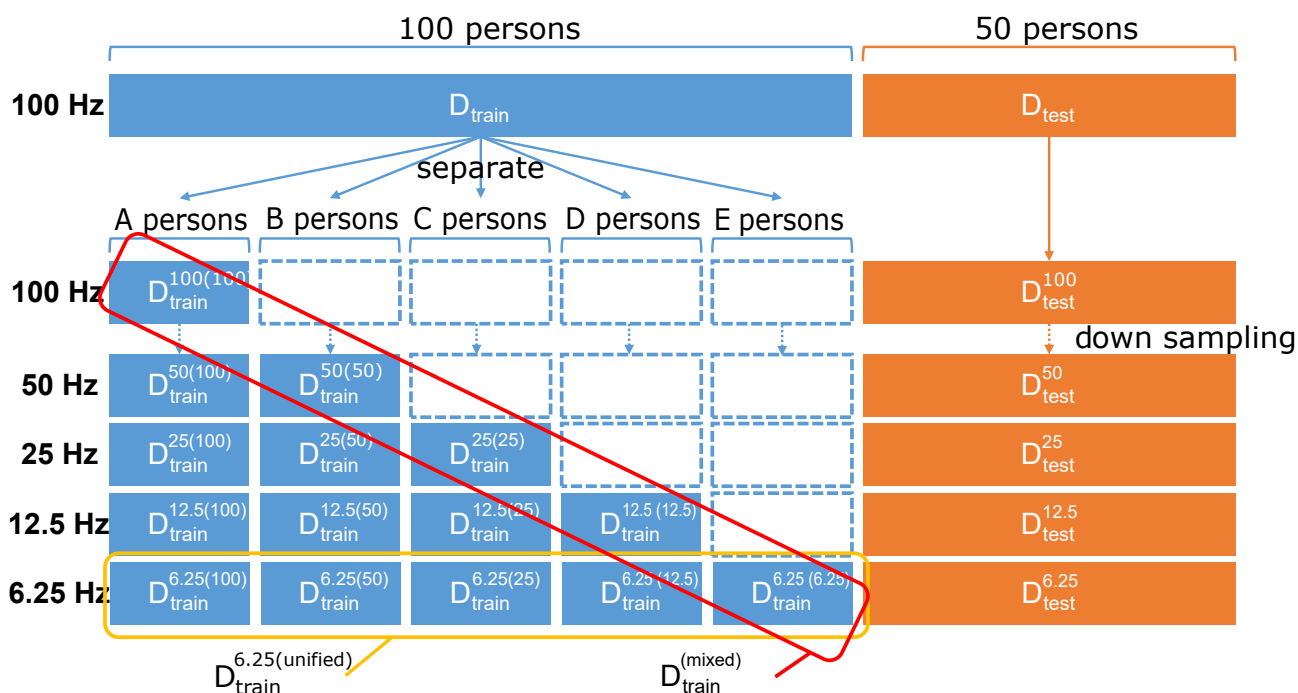 100 persons 50 persons
100 Hz D_train D_test
separate
A persons B persons C persons D persons E persons
100 Hz D_train^100(100) D_test^100
down sampling
50 Hz D_train^50(100) D_train^50(50) D_test^50
25 Hz D_train^25(100) D_train^25(50) D_train^25(25) D_test^25
12.5 Hz D_train^12.5(100) D_train^12.5(50) D_train^12.5(25) D_train^12.5 (12.5) D_test^12.5
6.25 Hz D_train^6.25(100) D_train^6.25(50) D_train^6.25(25) D_train^6.25 (12.5) D_train^6.25 (6.25) D_test^6.25
D_train^6.25(unified) D_train^(mixed)